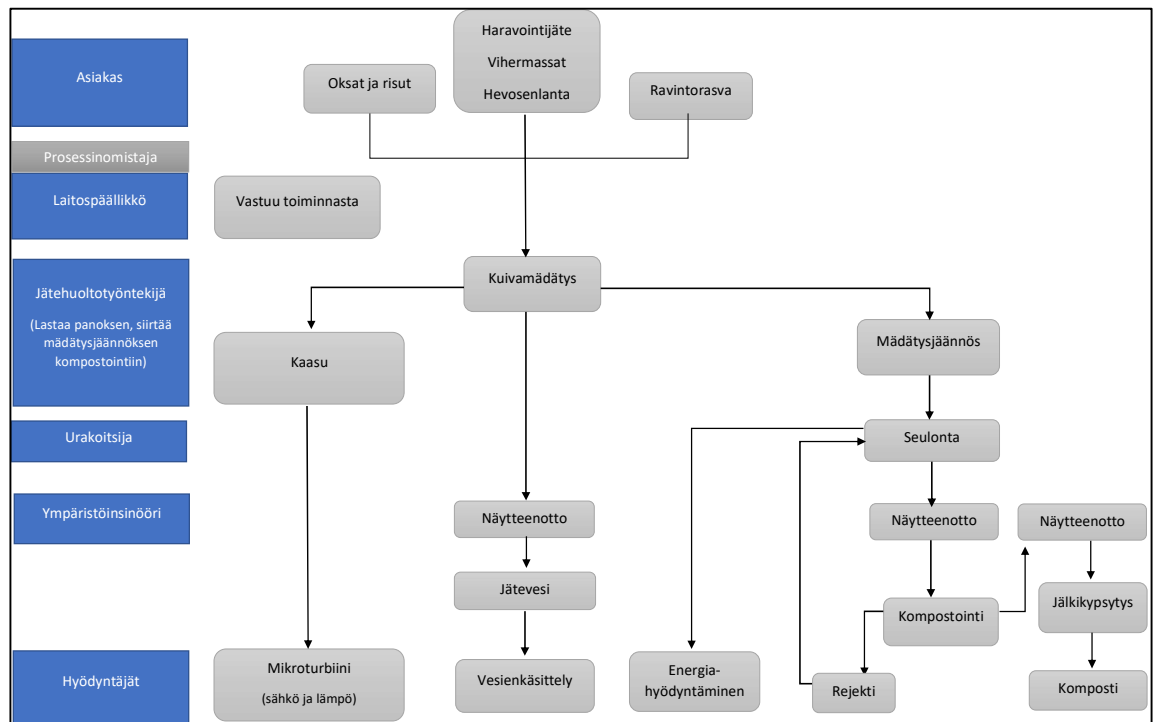 Asiakas
Haravointijäte
Vihermassat
Hevosenlanta
Oksat ja risut
Ravintorasva
Prosessinomistaja
Laitospäällikkö
Vastuu toiminnasta
Jätehuoltotyöntekijä
(Lastaa panoksen, siirtää
mädätysjäännöksen
kompostointiin)
Kuivamädätys
Kaasu
Mädätysjäännös
Urakoitsija
Seulonta
Ympäristöinsinööri
Näytteenotto
Näytteenotto
Näytteenotto
Jätevesi
Kompostointi
Jälkikypsytys
Hyödyntäjät
Mikroturbiini
(sähkö ja lämpö)
Vesienkäsittely
Energia-
hyödyntäminen
Rejekti
Komposti